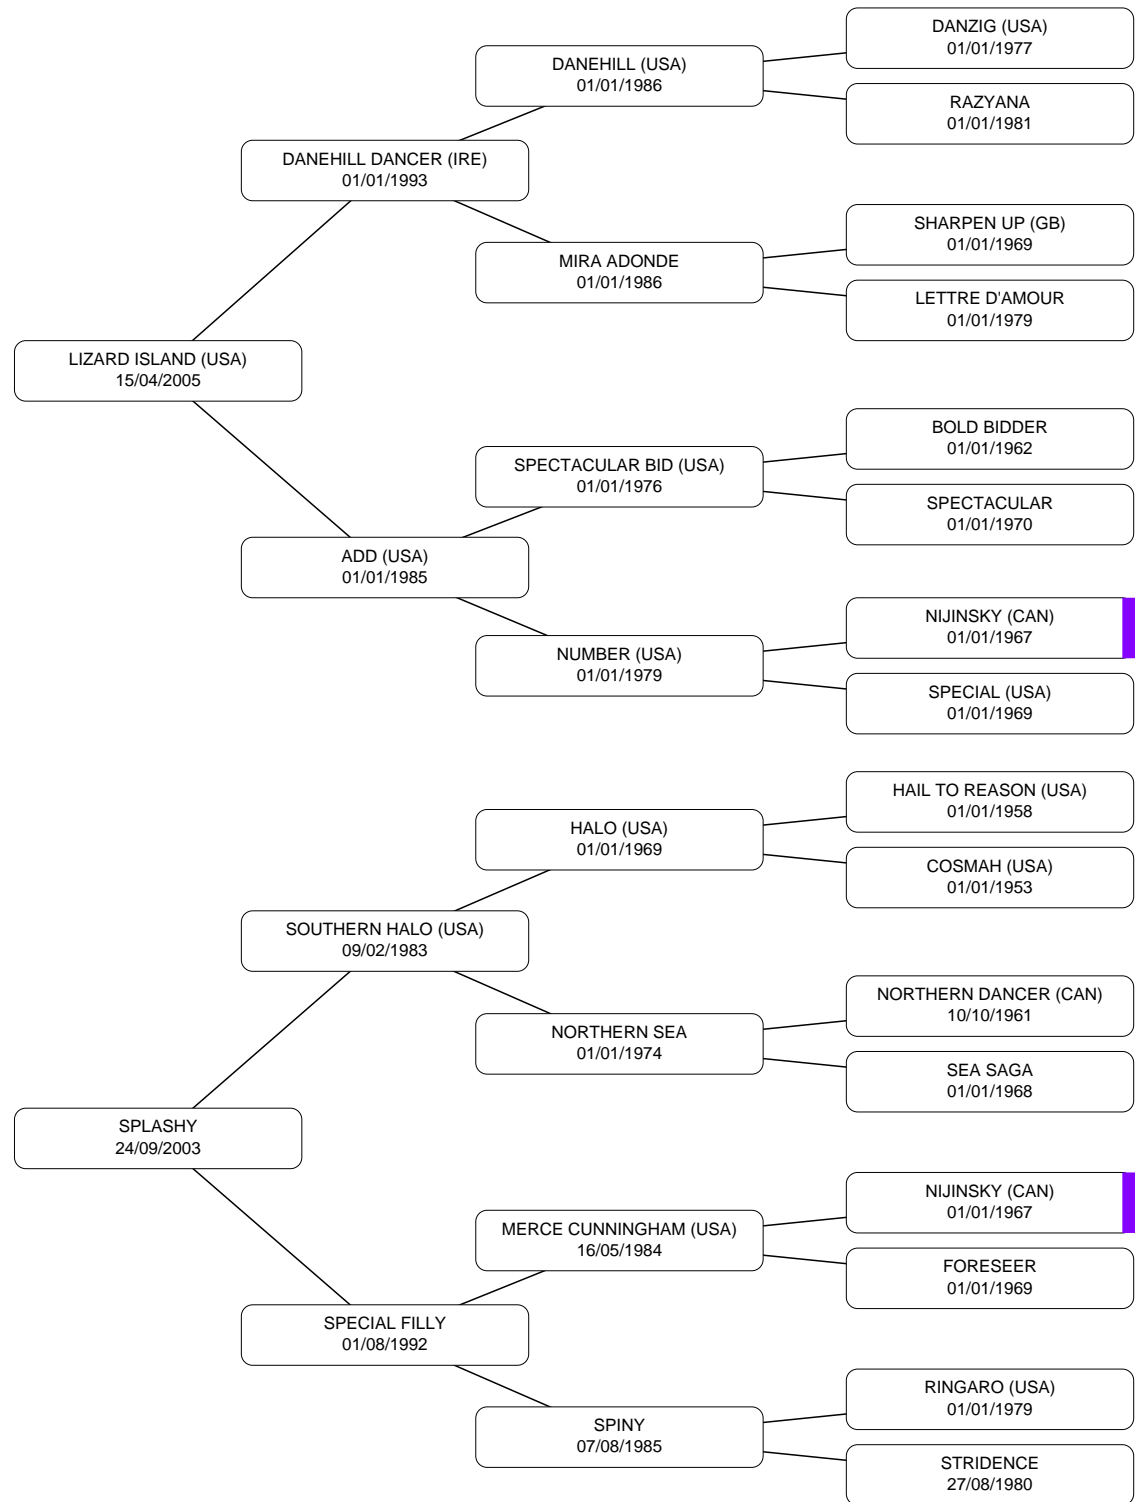 DANZIG (USA)
01/01/1977
DANEHILL (USA)
01/01/1986
RAZYANA
01/01/1981
DANEHILL DANCER (IRE)
01/01/1993
SHARPEN UP (GB)
01/01/1969
MIRA ADONDE
01/01/1986
LETTRE D'AMOUR
01/01/1979
LIZARD ISLAND (USA)
15/04/2005
BOLD BIDDER
01/01/1962
SPECTACULAR BID (USA)
01/01/1976
SPECTACULAR
01/01/1970
ADD (USA)
01/01/1985
NIJINSKY (CAN)
01/01/1967
NUMBER (USA)
01/01/1979
SPECIAL (USA)
01/01/1969
HAIL TO REASON (USA)
01/01/1958
HALO (USA)
01/01/1969
COSMAH (USA)
01/01/1953
SOUTHERN HALO (USA)
09/02/1983
NORTHERN DANCER (CAN)
10/10/1961
NORTHERN SEA
01/01/1974
SEA SAGA
01/01/1968
SPLASHY
24/09/2003
NIJINSKY (CAN)
01/01/1967
MERCE CUNNINGHAM (USA)
16/05/1984
FORESEER
01/01/1969
SPECIAL FILLY
01/08/1992
RINGARO (USA)
01/01/1979
SPINY
07/08/1985
STRIDENCE
27/08/1980